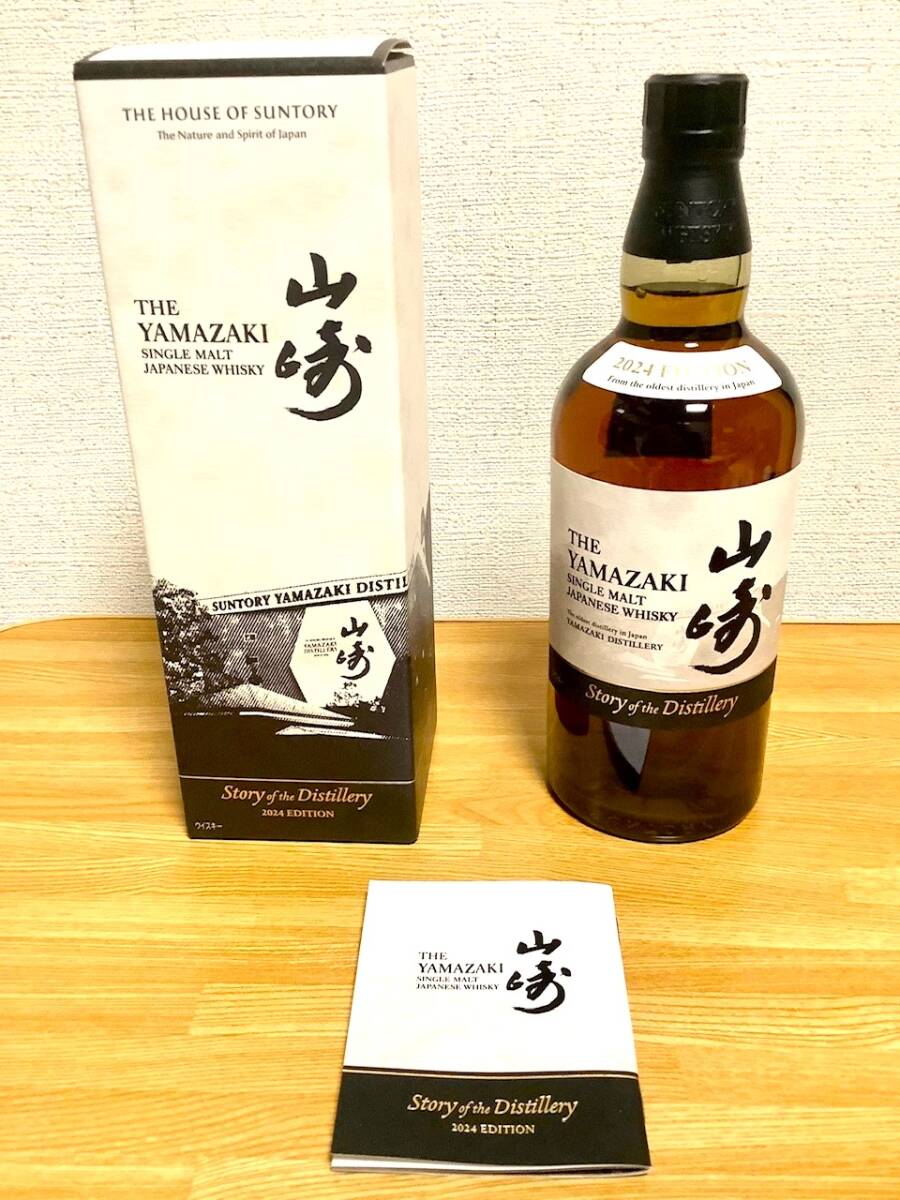 THE HOUSE OF SUNTORY
The Nature and Spirit of Japan
山崎
THE
YAMAZAKI
SINGLE MALT
JAPANESE WHISKY
SUNTORY YAMAZAKI DISTIL
YAMAZAKI
DISTILLERY
山崎
Story of the Distillery
2024 EDITION
ウイスキー
2024 EDITION
From the oldest distillery in Japan
THE
YAMAZAKI
SINGLE MALT
JAPANESE WHISKY
山崎
The oldest distillery in Japan
YAMAZAKI DISTILLERY
Story of the Distillery
THE
YAMAZAKI
SINGLE MALT
JAPANESE WHISKY
山崎
Story of the Distillery
2024 EDITION